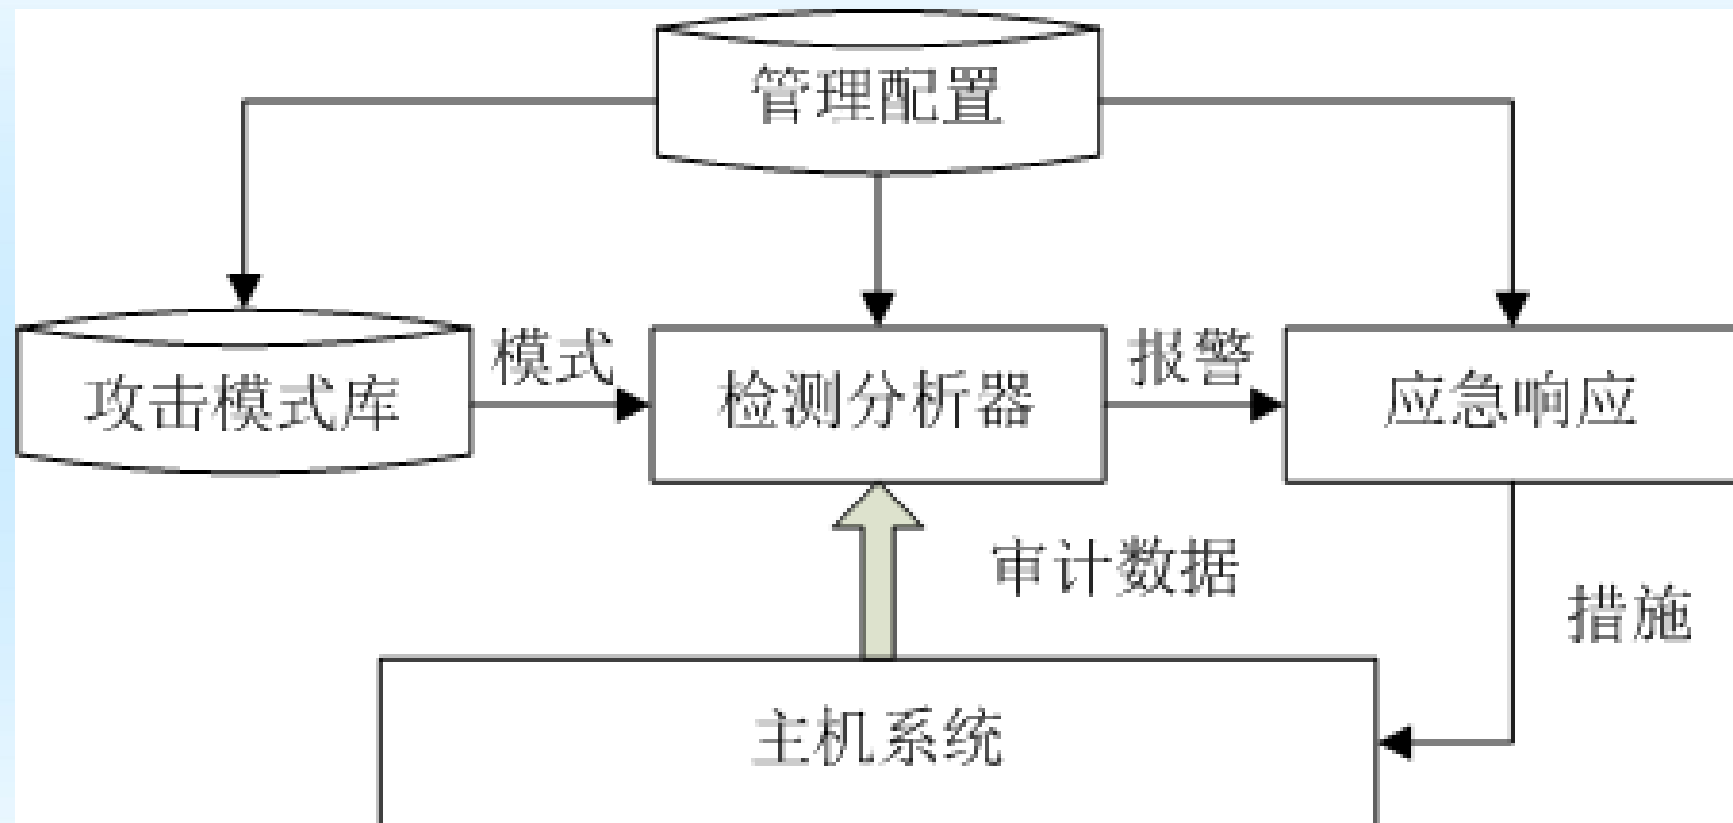 管理配置
模式
报警
攻击模式库
检测分析器
应急响应
审计数据
措施
主机系统